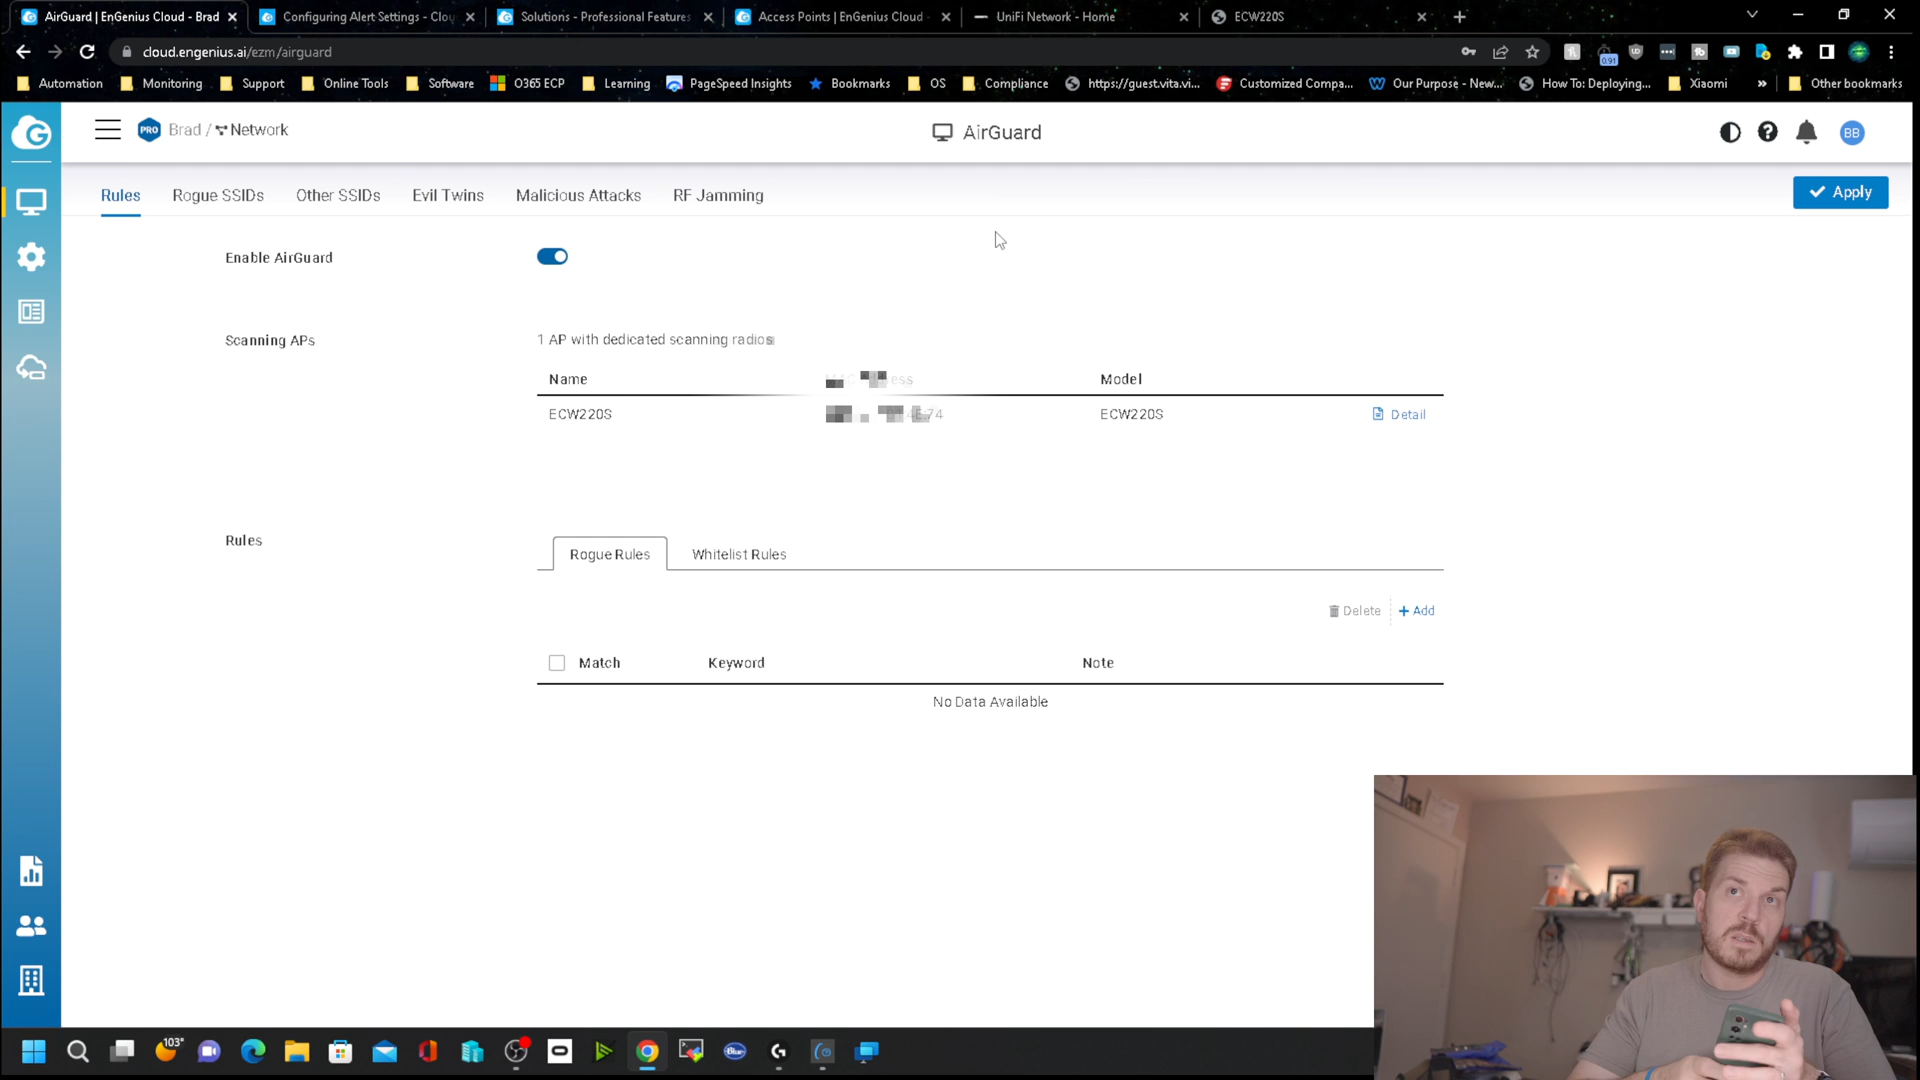 AirGuard | EnGenius Cloud - Brad
Configuring Alert Settings - Clou
Solutions - Professional Features
Access Points | EnGenius Cloud -
UniFi Network - Home
ECW220S
cloud.engenius.ai/ezm/airguard
0.91
Automation
Monitoring
Support
Online Tools
Software
O365 ECP
Learning
PageSpeed Insights
Bookmarks
OS
Compliance
https://guest.vita.vi...
Customized Compa...
Our Purpose - New...
How To: Deploying...
Xiaomi
»
Other bookmarks
PRO Brad / Network
AirGuard
BB
Rules
Rogue SSIDs
Other SSIDs
Evil Twins
Malicious Attacks
RF Jamming
Apply
Enable AirGuard
Scanning APs
1 AP with dedicated scanning radios
Name
Model
ECW220S
4E:74
ECW220S
Detail
Rules
Rogue Rules
Whitelist Rules
Delete
+ Add
Match
Keyword
Note
No Data Available
103°